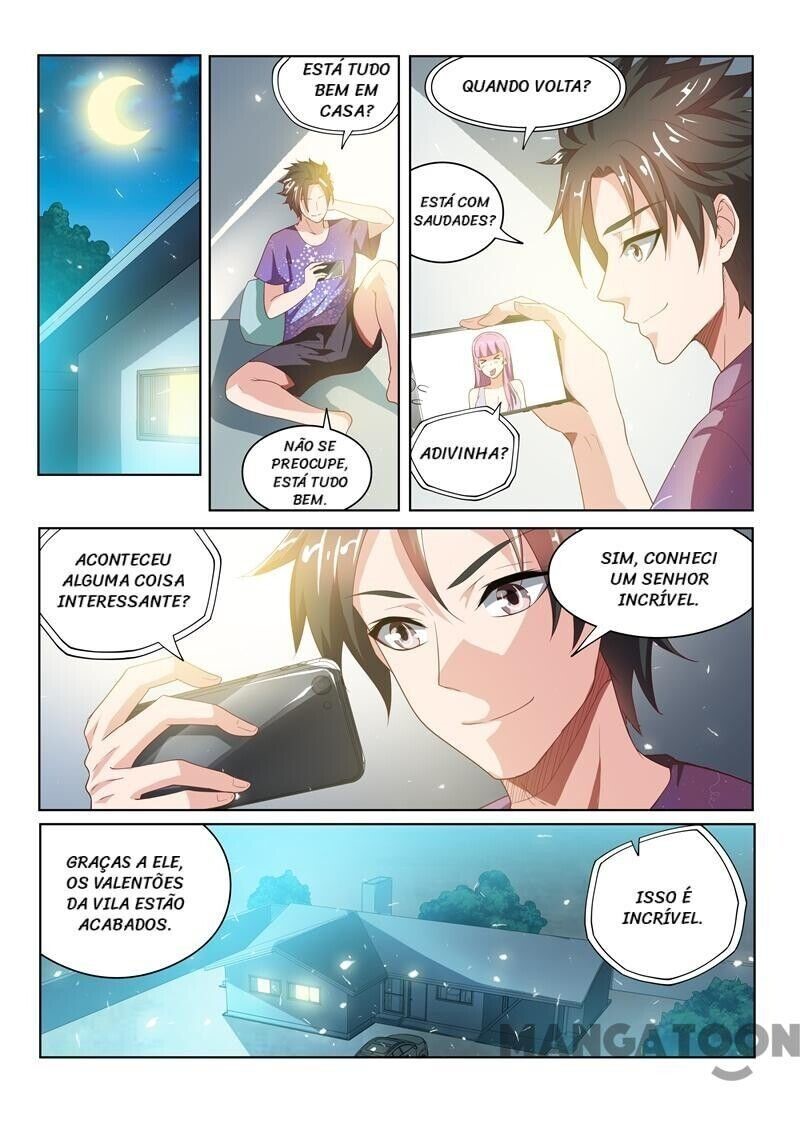 ESTÁ TUDO
BEM EM
CASA?
NÃO SE
PREOCUPE,
ESTÁ TUDO
BEM.
QUANDO VOLTA?
ESTÁ COM
SAUDADES?
ADIVINHA?
ACONTECEU
ALGUMA COISA
INTERESSANTE?
SIM, CONHECI
UM SENHOR
INCRÍVEL.
GRAÇAS A ELE,
OS VALENTÕES
DA VILA ESTÃO
ACABADOS.
ISSO É
INCRÍVEL.
MANGATOON